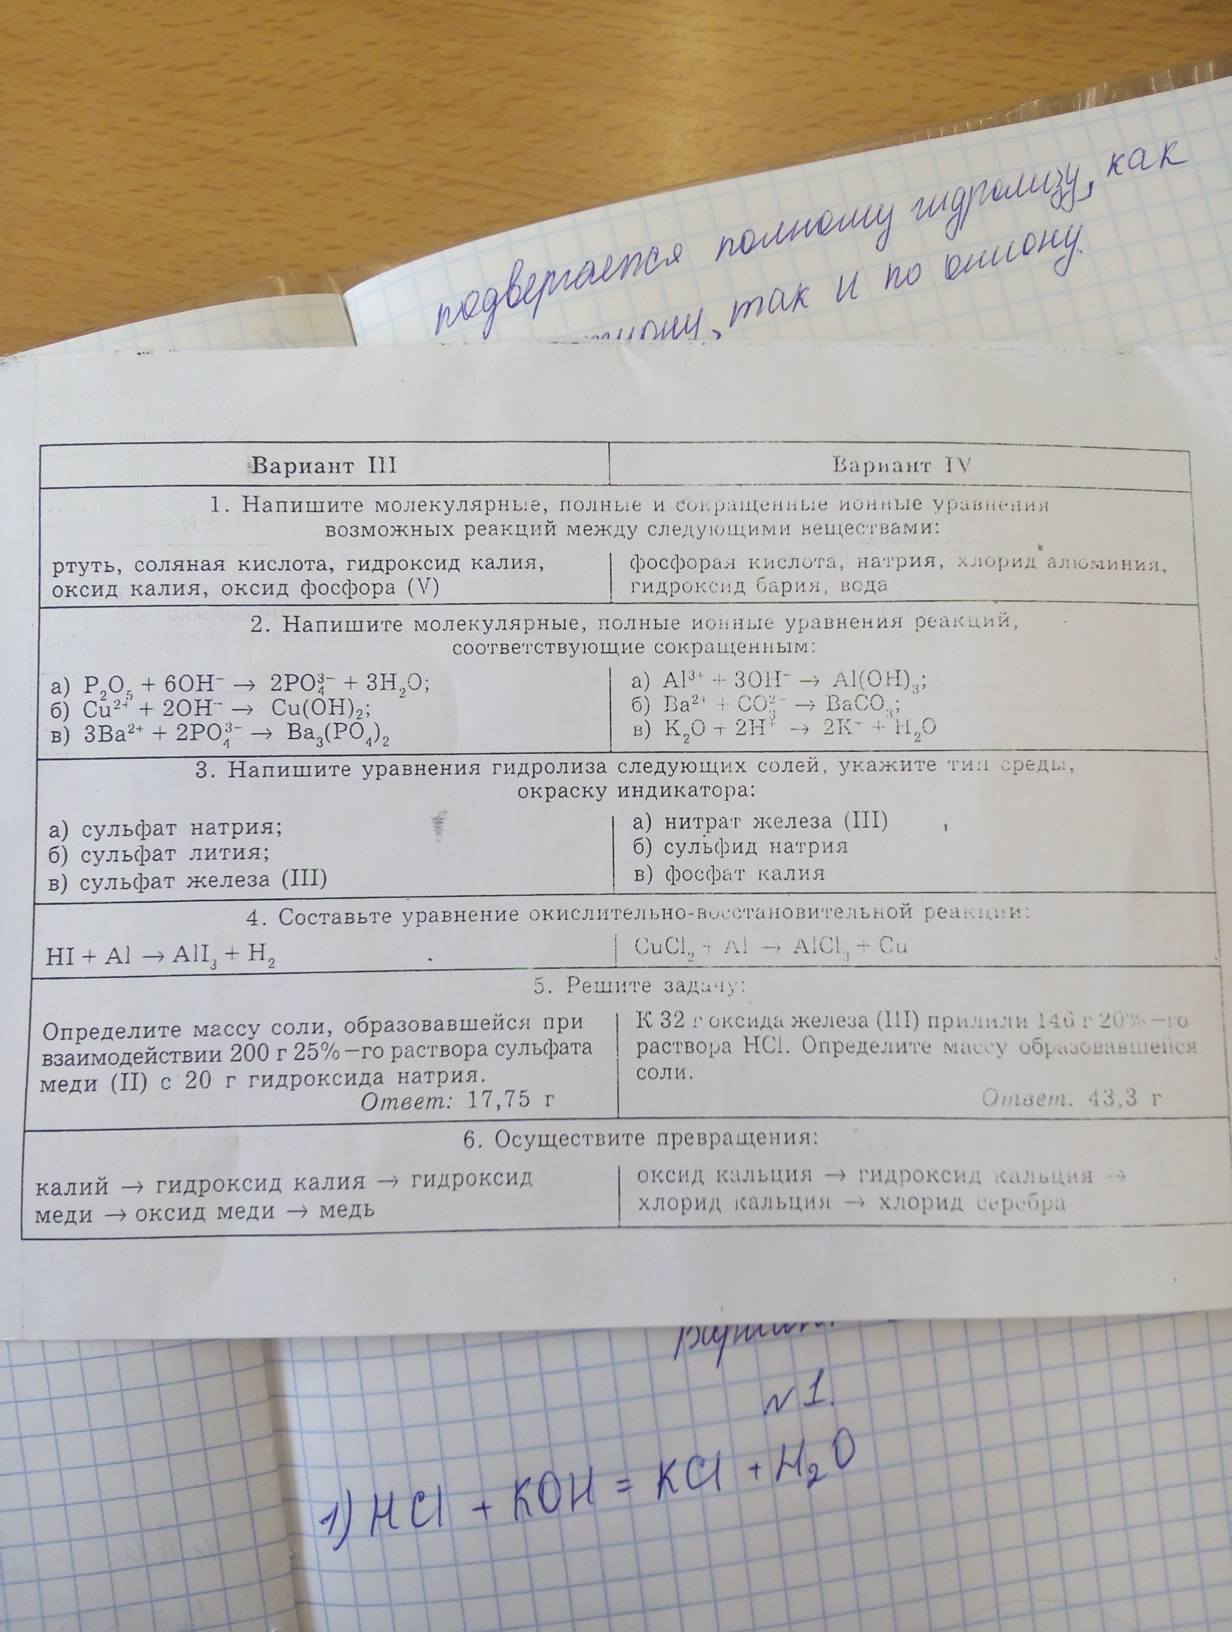 подвергается полному гидролизу, как
так и по аниону.
Вариант III
Вариант IV
1. Напишите молекулярные, полные и сокращенные ионные уравнения
возможных реакций между следующими веществами:
ртуть, соляная кислота, гидроксид калия,
оксид калия, оксид фосфора (V)
фосфорая кислота, натрия, хлорид алюминия,
гидроксид бария, вода
2. Напишите молекулярные, полные ионные уравнения реакций,
соответствующие сокращенным:
а) P₂O₅ + 6OH⁻ → 2PO₄³⁻ + 3H₂O;
б) Cu²⁺ + 2OH⁻ → Cu(OH)₂;
в) 3Ba²⁺ + 2PO₄³⁻ → Ba₃(PO₄)₂
а) Al³⁺ + 3OH⁻ → Al(OH)₃;
б) Ba²⁺ + CO₃²⁻ → BaCO₃;
в) K₂O + 2H⁺ → 2K⁺ + H₂O
3. Напишите уравнения гидролиза следующих солей, укажите тип среды,
окраску индикатора:
а) сульфат натрия;
б) сульфат лития;
в) сульфат железа (III)
а) нитрат железа (III)
б) сульфид натрия
в) фосфат калия
4. Составьте уравнение окислительно-восстановительной реакции:
HI + Al → AlI₃ + H₂
CuCl₂ + Al → AlCl₃ + Cu
5. Решите задачу:
Определите массу соли, образовавшейся при
взаимодействии 200 г 25%−го раствора сульфата
меди (II) с 20 г гидроксида натрия.
Ответ: 17,75 г
К 32 г оксида железа (III) прилили 146 г 20%−го
раствора HCl. Определите массу образовавшейся
соли.
Ответ. 43,3 г
6. Осуществите превращения:
калий → гидроксид калия → гидроксид
меди → оксид меди → медь
оксид кальция → гидроксид кальция →
хлорид кальция → хлорид серебра
N1.
1) HCl + KOH = KCl + H₂O